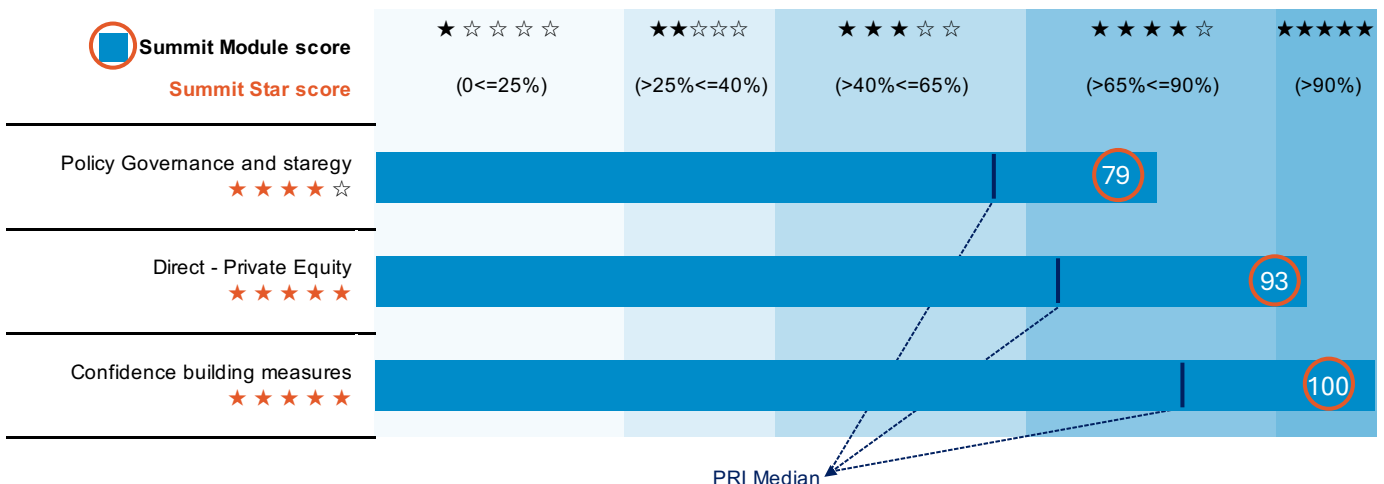 Summit Module score
Summit Star score
★ ☆ ☆ ☆ ☆
★★☆☆☆
★ ★ ★ ☆ ☆
★ ★ ★ ★ ☆
★★★★★
(0<=25%)
(>25%<=40%)
(>40%<=65%)
(>65%<=90%)
(>90%)
Policy Governance and staregy
★ ★ ★ ★ ☆
79
Direct - Private Equity
★ ★ ★ ★ ★
93
Confidence building measures
★ ★ ★ ★ ★
100
PRI Median